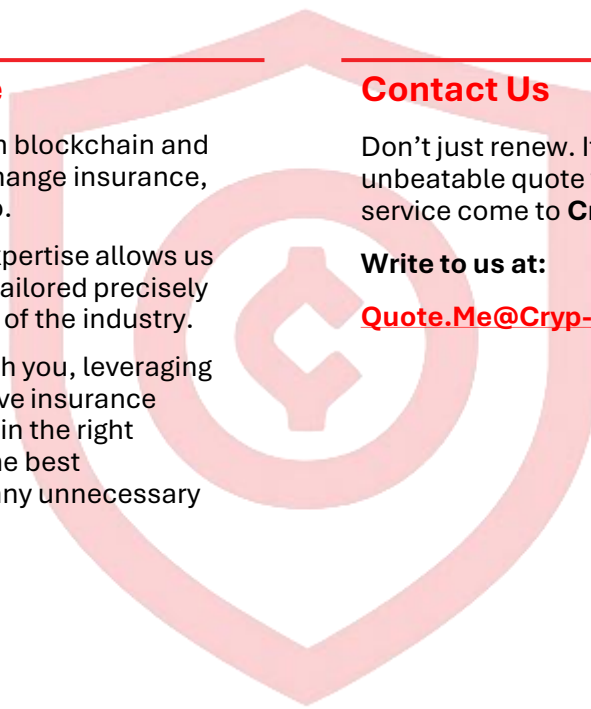 n blockchain and
hange insurance,
ertise allows us
ailored precisely
of the industry.
h you, leveraging
ve insurance
in the right
e best
ny unnecessary
Contact Us
Don't just renew. I
unbeatable quote
service come to Cr
Write to us at:
Quote.Me@Cryp-